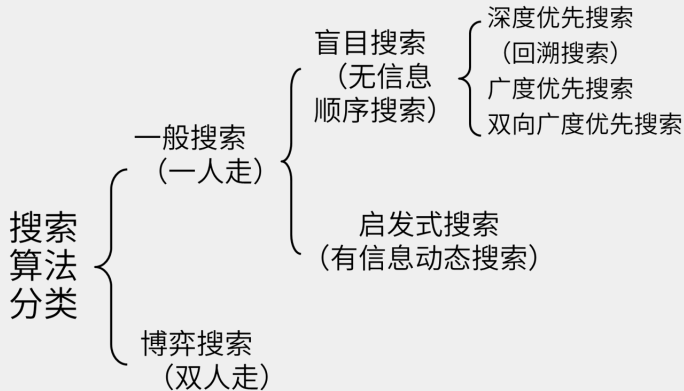 搜索
算法
分类
一般搜索
（一人走）
盲目搜索
（无信息
顺序搜索）
深度优先搜索
（回溯搜索）
广度优先搜索
双向广度优先搜索
启发式搜索
（有信息动态搜索）
博弈搜索
（双人走）